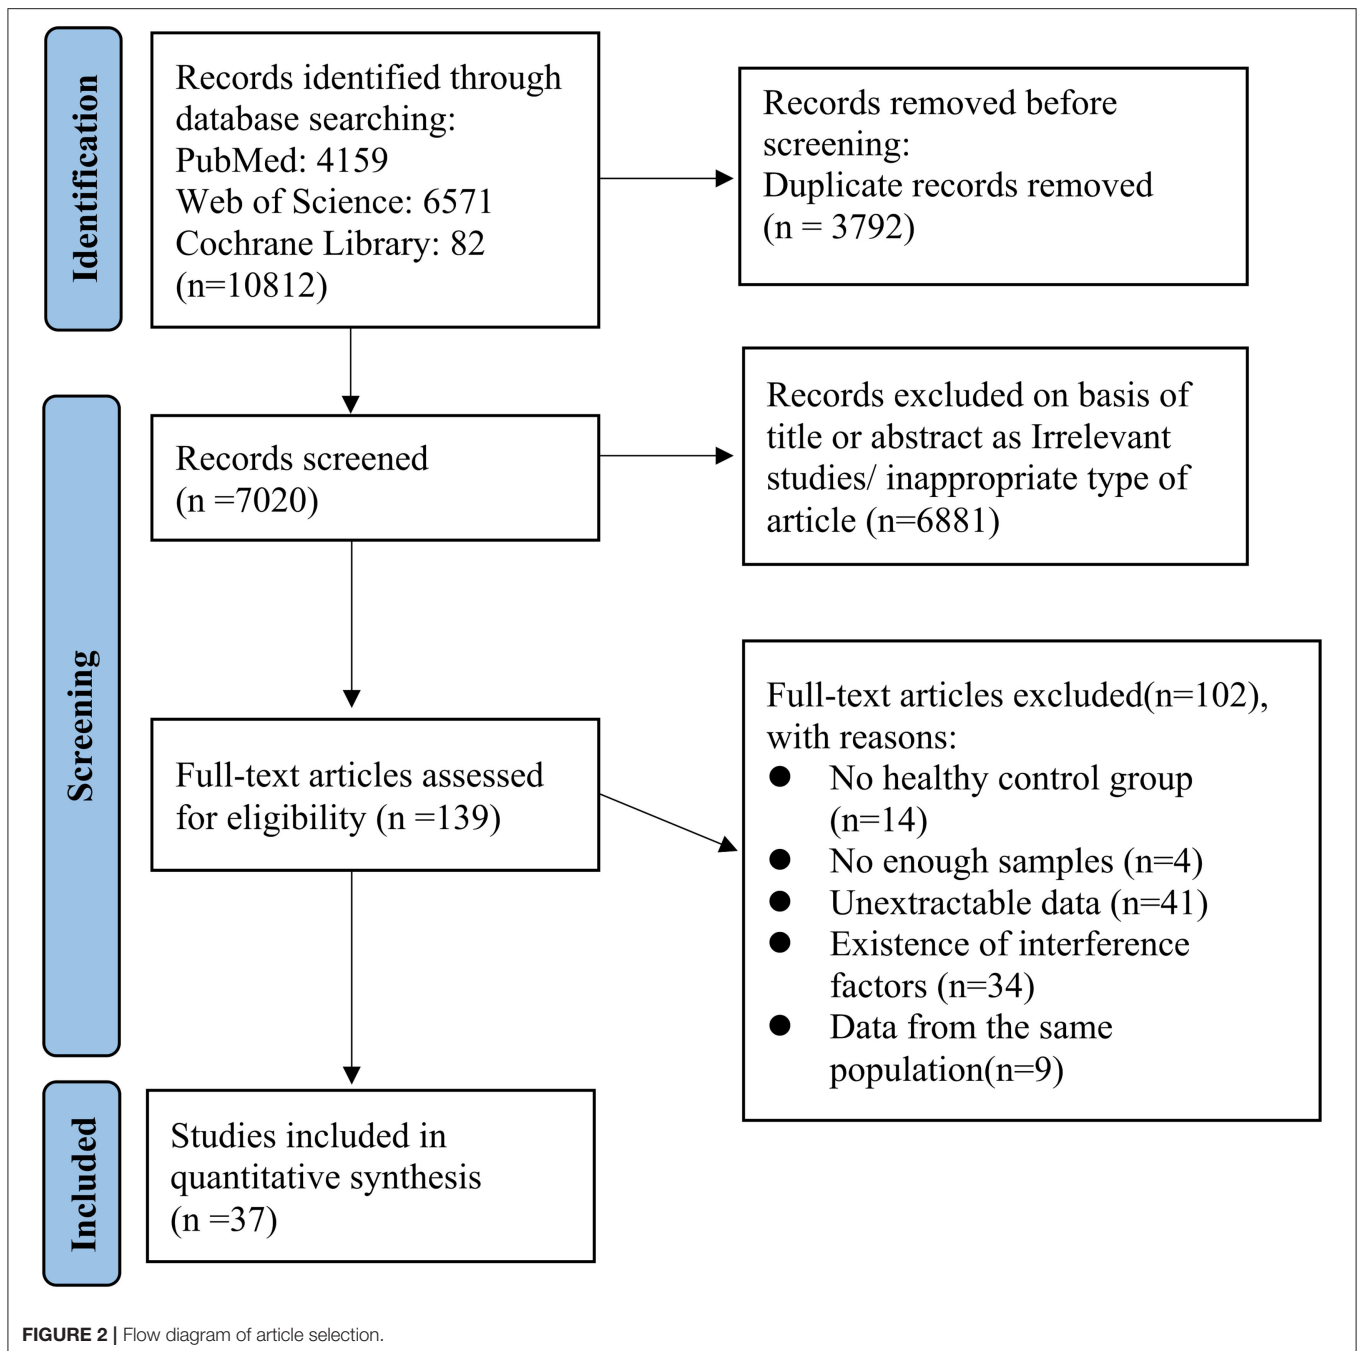 Identification
Records identified through
database searching:
PubMed: 4159
Web of Science: 6571
Cochrane Library: 82
(n=10812)
Records removed before
screening:
Duplicate records removed
(n = 3792)
Screening
Records screened
(n =7020)
Records excluded on basis of
title or abstract as Irrelevant
studies/ inappropriate type of
article (n=6881)
Full-text articles assessed
for eligibility (n =139)
Full-text articles excluded(n=102),
with reasons:
● No healthy control group
(n=14)
● No enough samples (n=4)
● Unextractable data (n=41)
● Existence of interference
factors (n=34)
● Data from the same
population(n=9)
Included
Studies included in
quantitative synthesis
(n =37)
FIGURE 2 | Flow diagram of article selection.